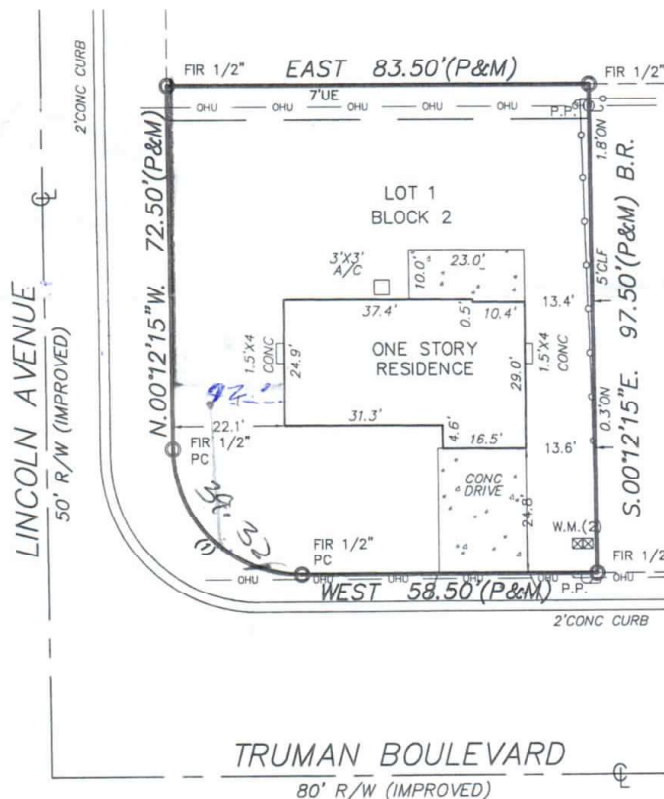 FIR 1/2"
EAST 83.50'(P&M)
FIR 1/2"
2'CONC CURB
7'UE
OHU OHU OHU OHU OHU
P.P.
1.8'ON
72.50'(P&M)
N.00°12'15"W.
LOT 1
BLOCK 2
97.50'(P&M) B.R.
S.00°12'15"E.
5'CLF
3'X3'
A/C
10.0'
23.0'
37.4'
0.5'
10.4'
13.4'
1.5'X4
CONC
24.9'
ONE STORY
RESIDENCE
29.0'
1.5'X4
CONC
LINCOLN AVENUE
50' R/W (IMPROVED)
22.1'
31.3'
4.6'
16.5'
13.6'
0.3'ON
FIR 1/2"
PC
CONC
DRIVE
24.8'
W.M.(2)
FIR 1/2"
PC
FIR 1/2
OHU OHU OHU OHU OHU OHU
P.P.
WEST 58.50'(P&M)
2'CONC CURB
TRUMAN BOULEVARD
80' R/W (IMPROVED)